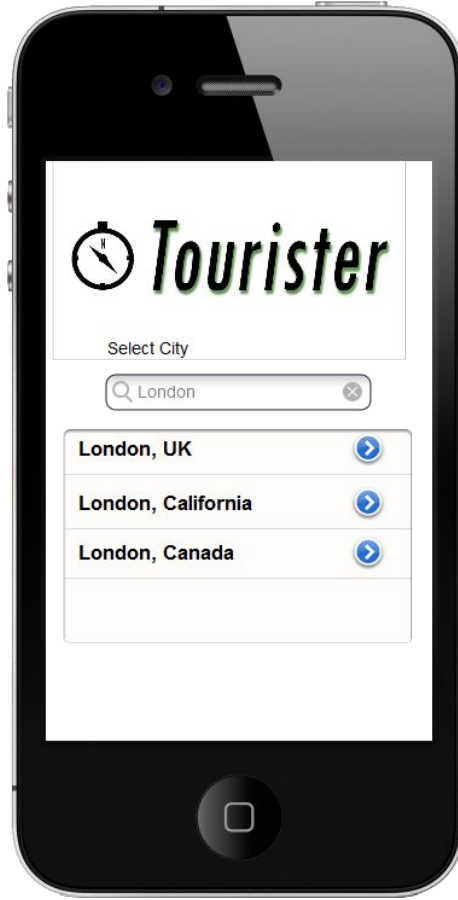 N
Tourister
Select City
London
London, UK
London, California
London, Canada